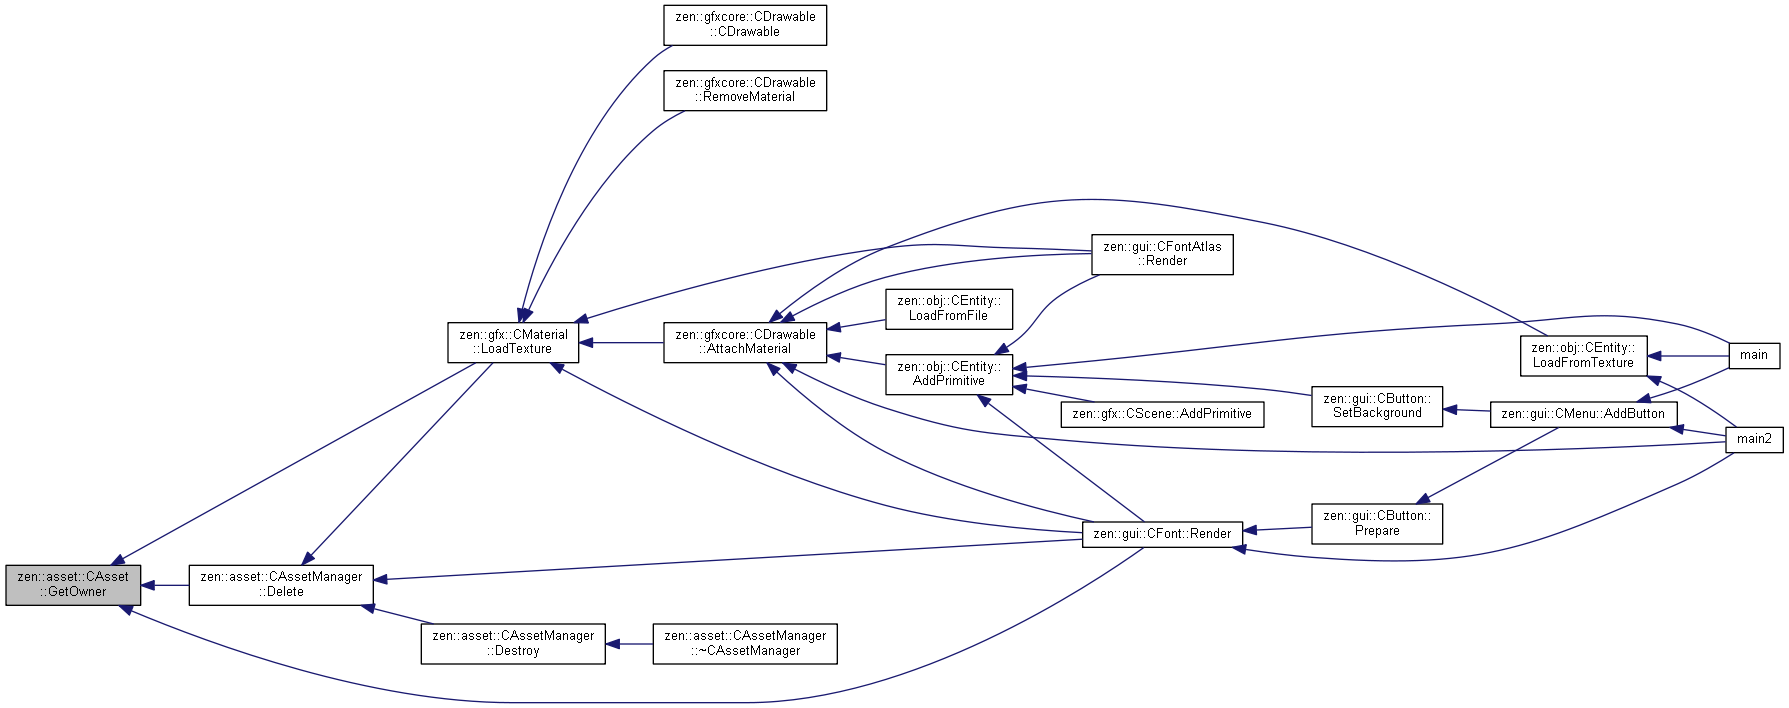 zen::gfxcore::CDrawable
::CDrawable
zen::gfxcore::CDrawable
::RemoveMaterial
zen::gui::CFontAtlas
::Render
zen::obj::CEntity::
LoadFromFile
zen::gfx::CMaterial
::LoadTexture
zen::gfxcore::CDrawable
::AttachMaterial
zen::obj::CEntity::
AddPrimitive
zen::obj::CEntity::
LoadFromTexture
main
zen::gui::CButton::
SetBackground
zen::gfx::CScene::AddPrimitive
zen::gui::CMenu::AddButton
main2
zen::gui::CFont::Render
zen::gui::CButton::
Prepare
zen::asset::CAsset
::GetOwner
zen::asset::CAssetManager
::Delete
zen::asset::CAssetManager
::Destroy
zen::asset::CAssetManager
::~CAssetManager